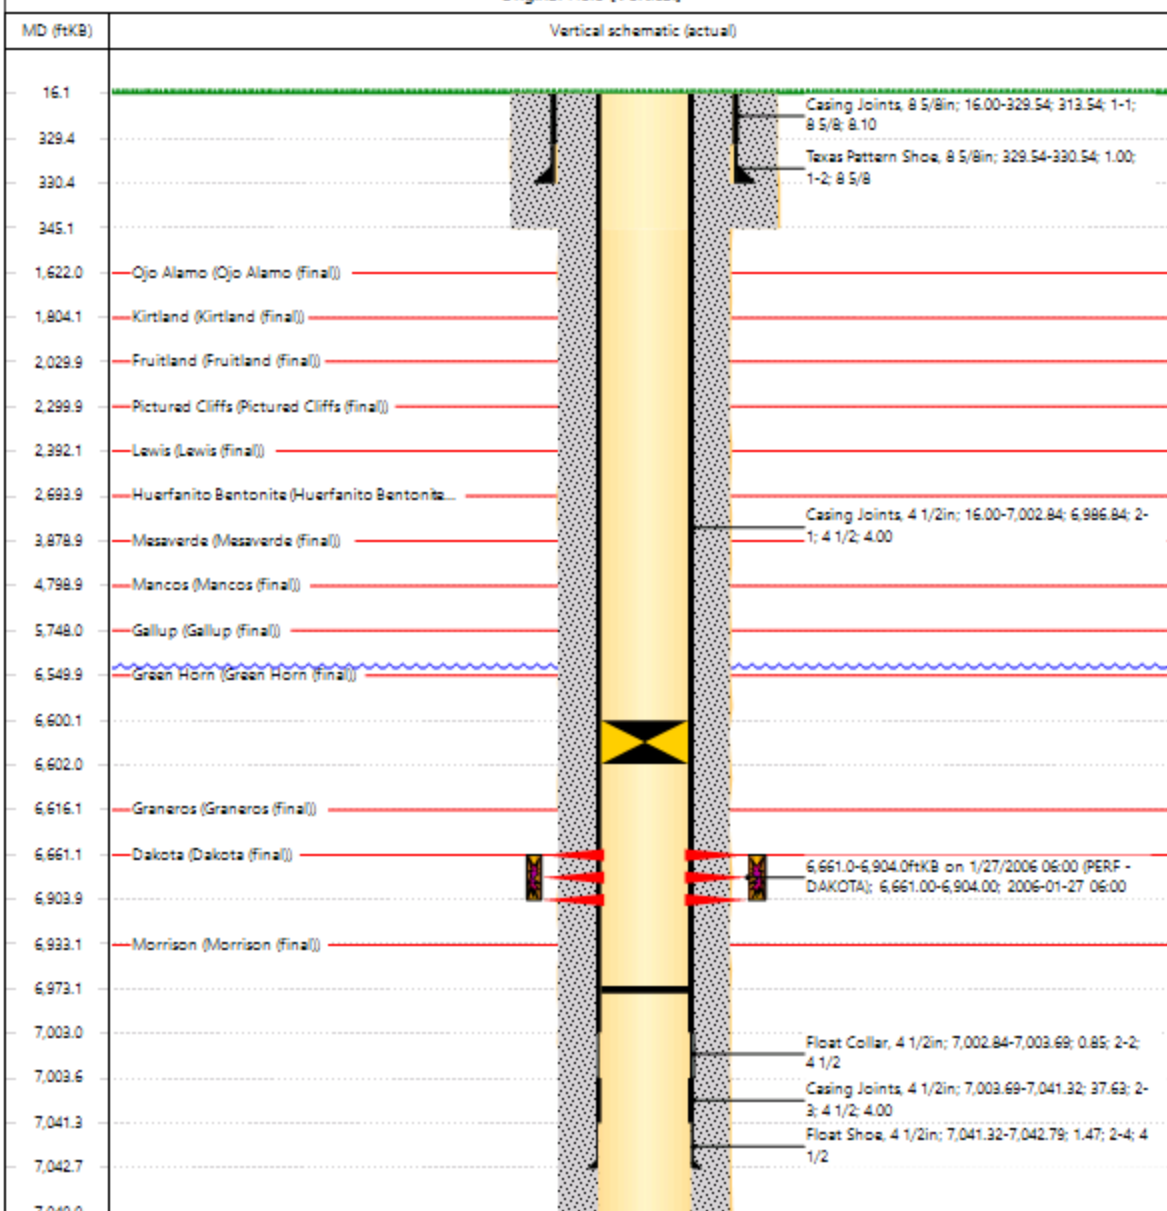 MD (ftKB)
Vertical schematic (actual)
16.1
Casing Joints, 8 5/8in; 16.00-329.54; 313.54; 1-1;
8 5/8; 8.10
329.4
Texas Pattern Shoe, 8 5/8in; 329.54-330.54; 1.00;
1-2; 8 5/8
330.4
345.1
1,622.0
Ojo Alamo (Ojo Alamo (final))
1,804.1
Kirtland (Kirtland (final))
2,029.9
Fruitland (Fruitland (final))
2,299.9
Pictured Cliffs (Pictured Cliffs (final))
2,392.1
Lewis (Lewis (final))
2,693.9
Huerfanito Bentonite (Huerfanito Bentonite...
Casing Joints, 4 1/2in; 16.00-7,002.84; 6,986.84; 2-
1; 4 1/2; 4.00
3,878.9
Mesaverde (Mesaverde (final))
4,798.9
Mancos (Mancos (final))
5,748.0
Gallup (Gallup (final))
6,549.9
Green Horn (Green Horn (final))
6,600.1
6,602.0
6,616.1
Graneros (Graneros (final))
6,661.1
Dakota (Dakota (final))
6,661.0-6,904.0ftKB on 1/27/2006 06:00 (PERF -
DAKOTA); 6,661.00-6,904.00; 2006-01-27 06:00
6,903.9
6,933.1
Morrison (Morrison (final))
6,973.1
7,003.0
Float Collar, 4 1/2in; 7,002.84-7,003.69; 0.85; 2-2;
4 1/2
7,003.6
Casing Joints, 4 1/2in; 7,003.69-7,041.32; 37.63; 2-
3; 4 1/2; 4.00
7,041.3
Float Shoe, 4 1/2in; 7,041.32-7,042.79; 1.47; 2-4; 4
1/2
7,042.7